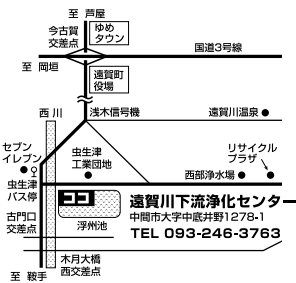 至 芦屋
今古賀
交差点
ゆめ
タウン
国道3号線
至 岡垣
遠賀町
役場
西川
浅木信号機
遠賀川温泉
セブン
イレブン
虫生津
工業団地
リサイクル
プラザ
西部浄水場
虫生津
バス停
ココ
遠賀川下流浄化センター
中間市大字中底井野1278-1
TEL 093-246-3763
古門口
交差点
浮州池
木月大橋
西交差点
至 鞍手